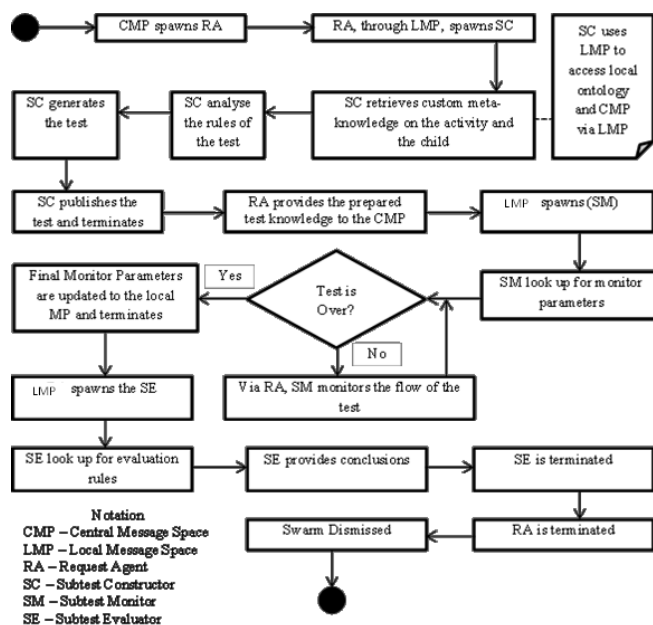 CMP spawns RA
RA, through LMP, spawns SC
SC uses
LMP to
access local
ontology
and CMP
via LMP
SC generates
the test
SC analyse
the rules of
the test
SC retrieves custom meta-
knowledge on the activity and
the child
SC publishes the
test and terminates
RA provides the prepared
test knowledge to the CMP
LMP spawns (SM)
Final Monitor Parameters
are updated to the local
MP and terminates
Yes
Test is
Over?
SM look up for monitor
parameters
No
LMP spawns the SE
Via RA, SM monitors the flow of the
test
SE look up for evaluation
rules
SE provides conclusions
SE is terminated
Notation
CMP – Central Message Space
LMP – Local Message Space
RA – Request Agent
SC – Subtest Constructor
SM – Subtest Monitor
SE – Subtest Evaluator
Swarm Dismissed
RA is terminated